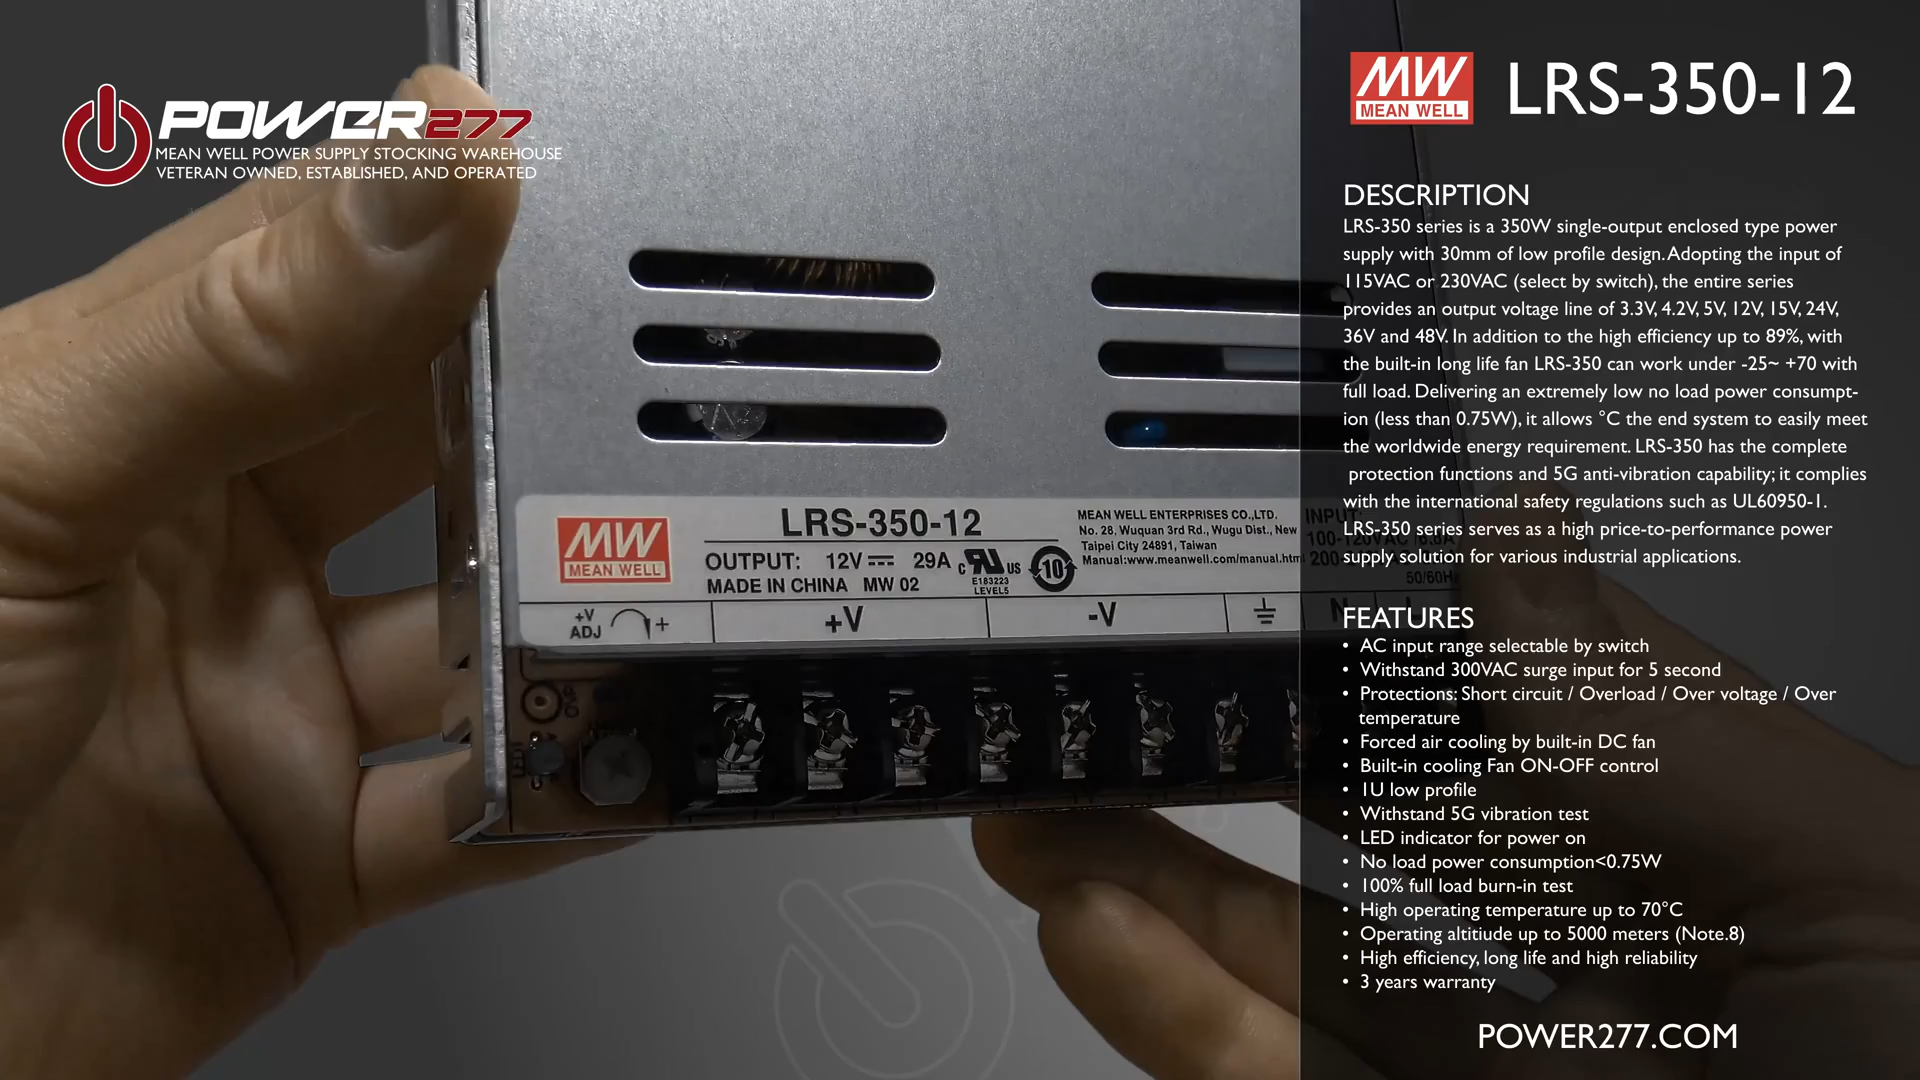 POWER277
MEAN WELL POWER SUPPLY STOCKING WAREHOUSE
VETERAN OWNED, ESTABLISHED, AND OPERATED
MW
MEAN WELL
LRS-350-12
DESCRIPTION
LRS-350 series is a 350W single-output enclosed type power
supply with 30mm of low profile design. Adopting the input of
115VAC or 230VAC (select by switch), the entire series
provides an output voltage line of 3.3V, 4.2V, 5V, 12V, 15V, 24V,
36V and 48V. In addition to the high efficiency up to 89%, with
the built-in long life fan LRS-350 can work under -25~ +70 with
full load. Delivering an extremely low no load power consumpt-
ion (less than 0.75W), it allows °C the end system to easily meet
the worldwide energy requirement. LRS-350 has the complete
protection functions and 5G anti-vibration capability; it complies
with the international safety regulations such as UL60950-1.
LRS-350 series serves as a high price-to-performance power
supply solution for various industrial applications.
FEATURES
• AC input range selectable by switch
• Withstand 300VAC surge input for 5 second
• Protections: Short circuit / Overload / Over voltage / Over
temperature
• Forced air cooling by built-in DC fan
• Built-in cooling Fan ON-OFF control
• 1U low profile
• Withstand 5G vibration test
• LED indicator for power on
• No load power consumption<0.75W
• 100% full load burn-in test
• High operating temperature up to 70°C
• Operating altitiude up to 5000 meters (Note.8)
• High efficiency, long life and high reliability
• 3 years warranty
POWER277.COM
MW
MEAN WELL
LRS-350-12
OUTPUT: 12V 29A
MADE IN CHINA MW 02
C US
E183223
LEVEL5
10
MEAN WELL ENTERPRISES CO.,LTD.
No. 28, Wuquan 3rd Rd., Wugu Dist., New
Taipei City 24891, Taiwan
Manual:www.meanwell.com/manual.htm
INPUT:
50/60H
+V
ADJ
+
+V
-V
N
L